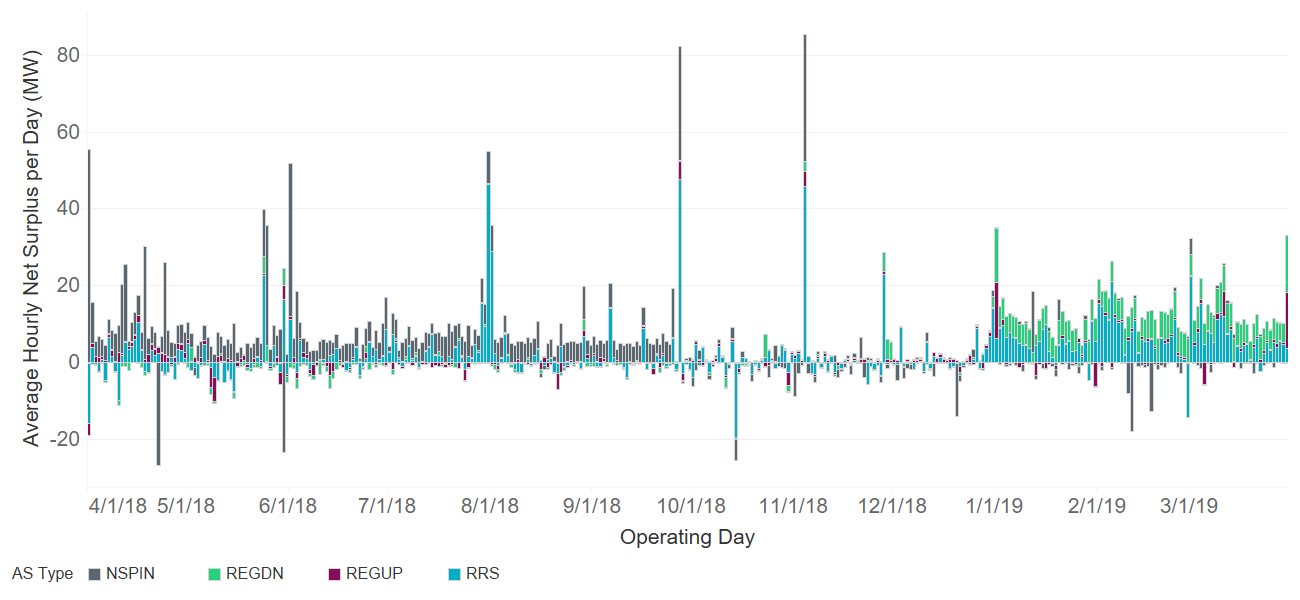 Average Hourly Net Surplus per Day (MW)
80
60
40
20
0
-20
4/1/18 5/1/18 6/1/18 7/1/18 8/1/18 9/1/18 10/1/18 11/1/18 12/1/18 1/1/19 2/1/19 3/1/19
Operating Day
AS Type NSPIN REGDN REGUP RRS